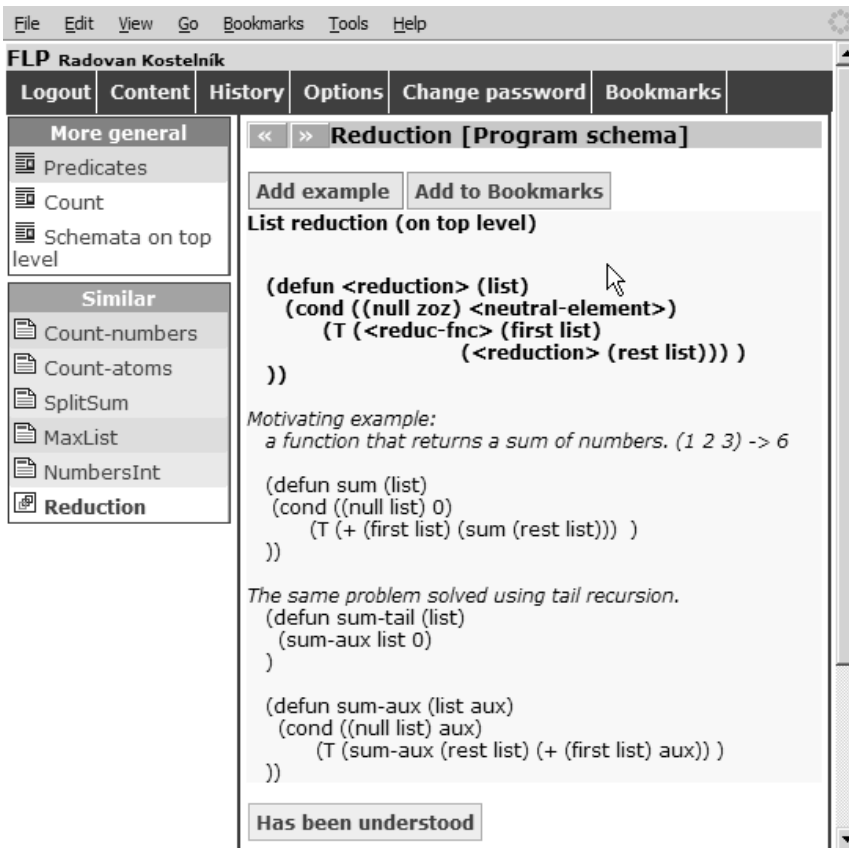 File Edit View Go Bookmarks Tools Help
FLP Radovan Kostelník
Logout Content History Options Change password Bookmarks
More general
Predicates
Count
Schemata on top
level
Similar
Count-numbers
Count-atoms
SplitSum
MaxList
NumbersInt
Reduction
« » Reduction [Program schema]
Add example Add to Bookmarks
List reduction (on top level)
(defun <reduction> (list)
(cond ((null zoz) <neutral-element>)
(T (<reduc-fnc> (first list)
(<reduction> (rest list))) )
))
Motivating example:
a function that returns a sum of numbers. (1 2 3) -> 6
(defun sum (list)
(cond ((null list) 0)
(T (+ (first list) (sum (rest list))) )
))
The same problem solved using tail recursion.
(defun sum-tail (list)
(sum-aux list 0)
)
(defun sum-aux (list aux)
(cond ((null list) aux)
(T (sum-aux (rest list) (+ (first list) aux)) )
))
Has been understood